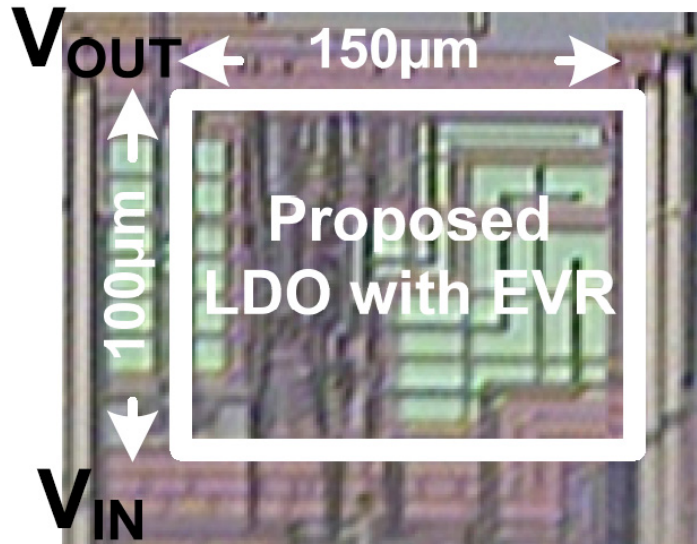 VOUT
150µm
100µm
Proposed
LDO with EVR
VIN